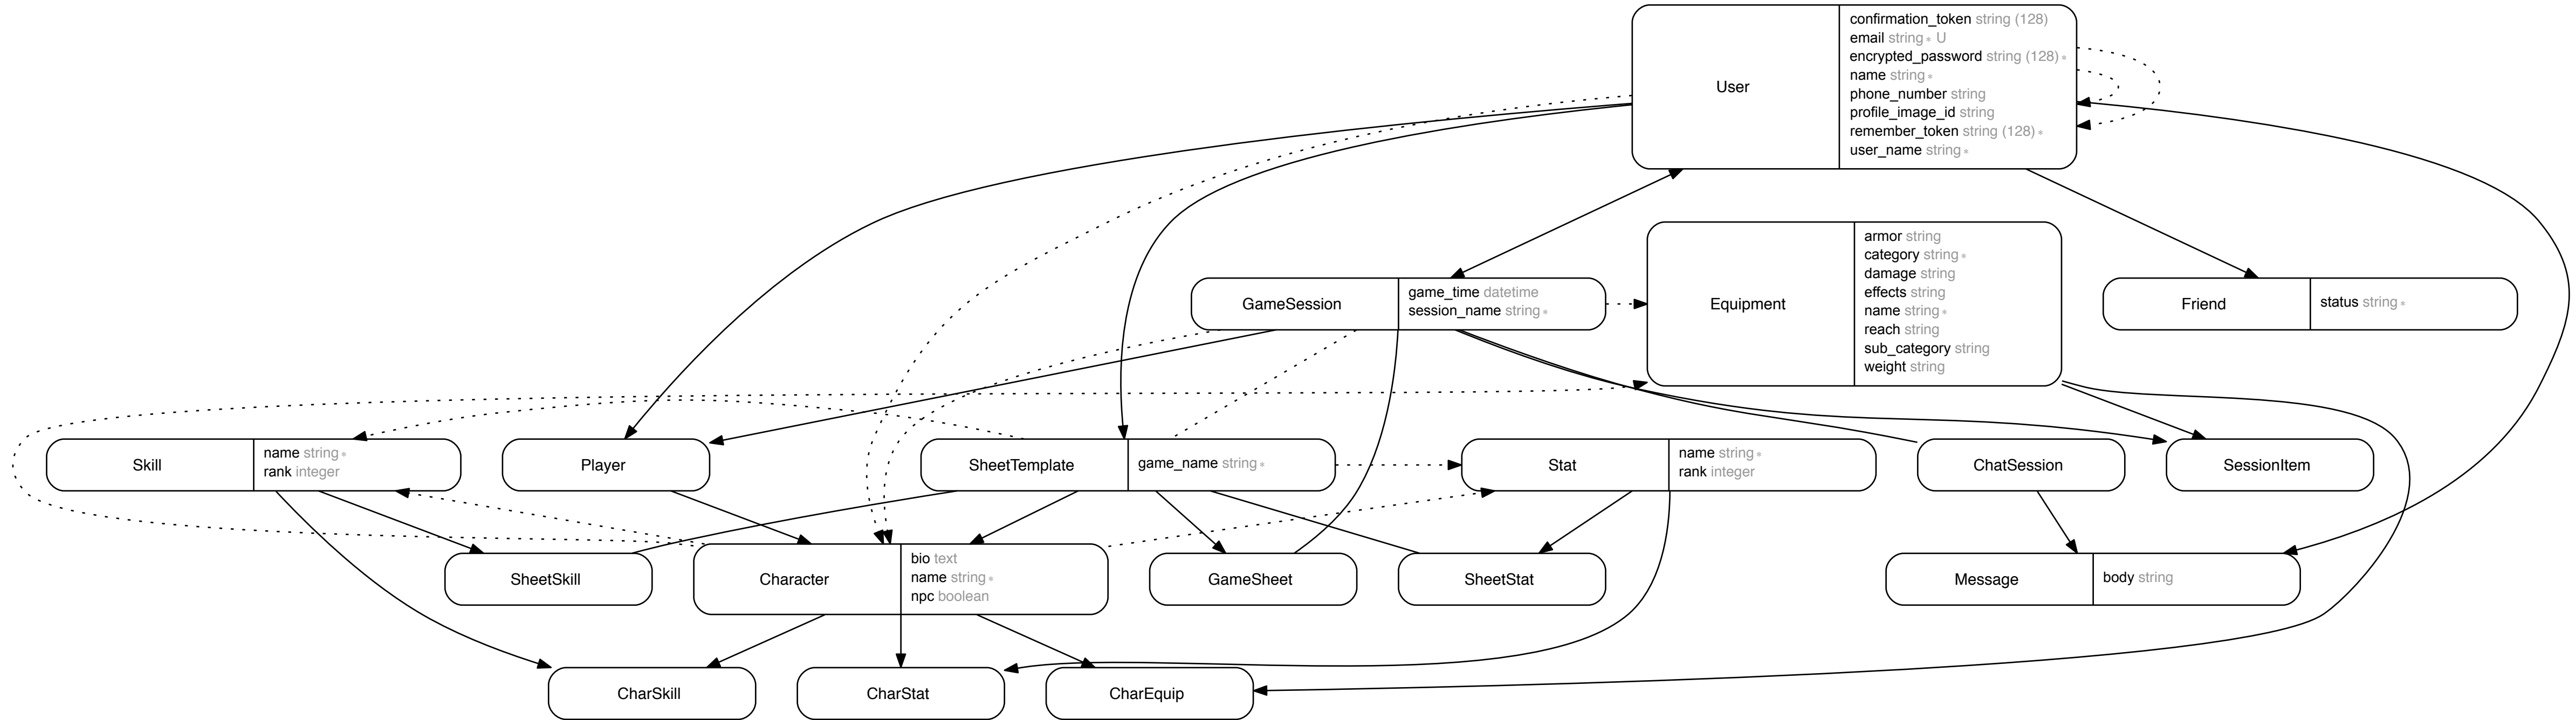 User
confirmation_token string (128)
email string∗ U
encrypted_password string (128)∗
name string∗
phone_number string
profile_image_id string
remember_token string (128)∗
user_name string∗
GameSession
game_time datetime
session_name string∗
Equipment
armor string
category string∗
damage string
effects string
name string∗
reach string
sub_category string
weight string
Friend
status string∗
Skill
name string∗
rank integer
Player
SheetTemplate
game_name string∗
Stat
name string∗
rank integer
ChatSession
SessionItem
SheetSkill
Character
bio text
name string∗
npc boolean
GameSheet
SheetStat
Message
body string
CharSkill
CharStat
CharEquip